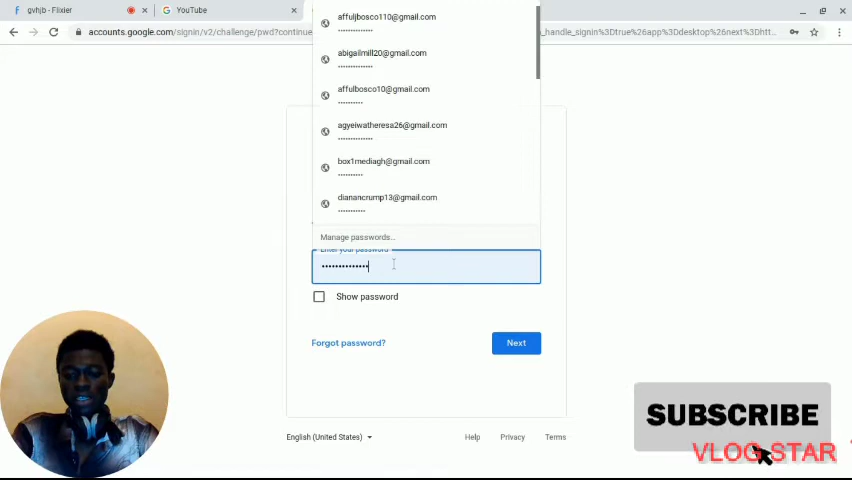 gvhjb - Flixier
YouTube
accounts.google.com/signin/v2/challenge/pwd?continue
_handle_signin%3Dtrue%26app%3Ddesktop%26next%3Dhtt...
affuljbosco110@gmail.com
••••••••••••••
abigailmill20@gmail.com
••••••••••••••
affulbosco10@gmail.com
••••••••••
agyeiwatheresa26@gmail.com
••••••••••••••
box1mediagh@gmail.com
••••••••••
dianancrump13@gmail.com
•••••••••••
Manage passwords...
Enter your password
••••••••••••••
Show password
Forgot password?
Next
SUBSCRIBE
VLOG STAR
English (United States)
Help
Privacy
Terms